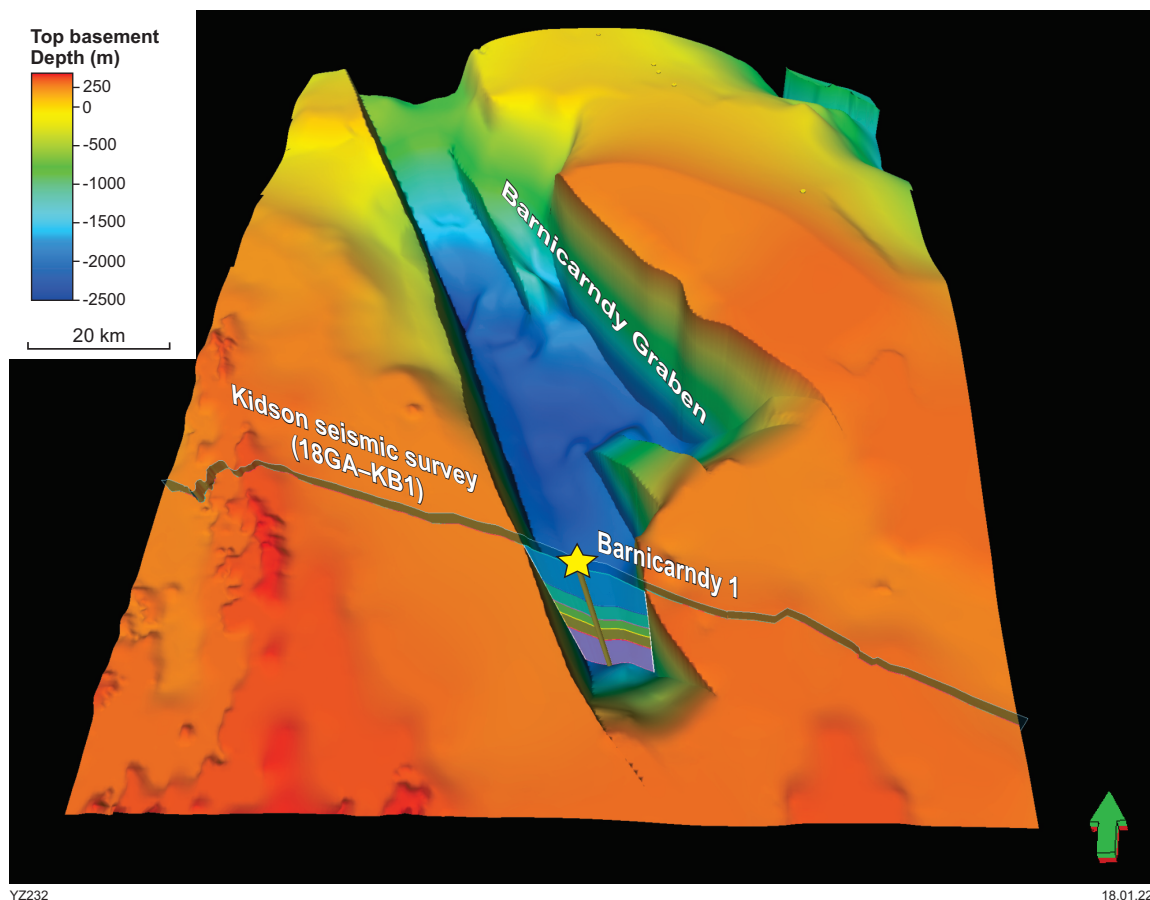 Top basement
Depth (m)
250
0
-500
-1000
-1500
-2000
-2500
20 km
Barnicarndy Graben
Kidson seismic survey
(18GA–KB1)
Barnicarndy 1
YZ232
18.01.22